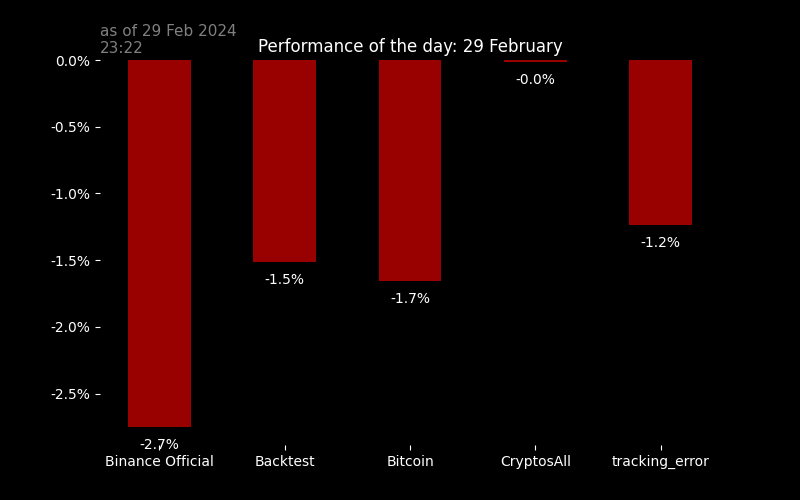 as of 29 Feb 2024
23:22
Performance of the day: 29 February
0.0%
-0.5%
-1.0%
-1.5%
-2.0%
-2.5%
-2.7%
-1.5%
-1.7%
-0.0%
-1.2%
Binance Official
Backtest
Bitcoin
CryptosAll
tracking_error